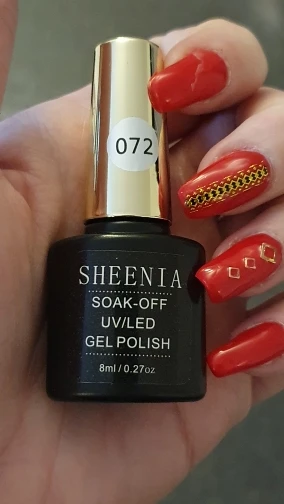 072
SHEENIA
SOAK-OFF
UV/LED
GEL POLISH
8ml / 0.27oz